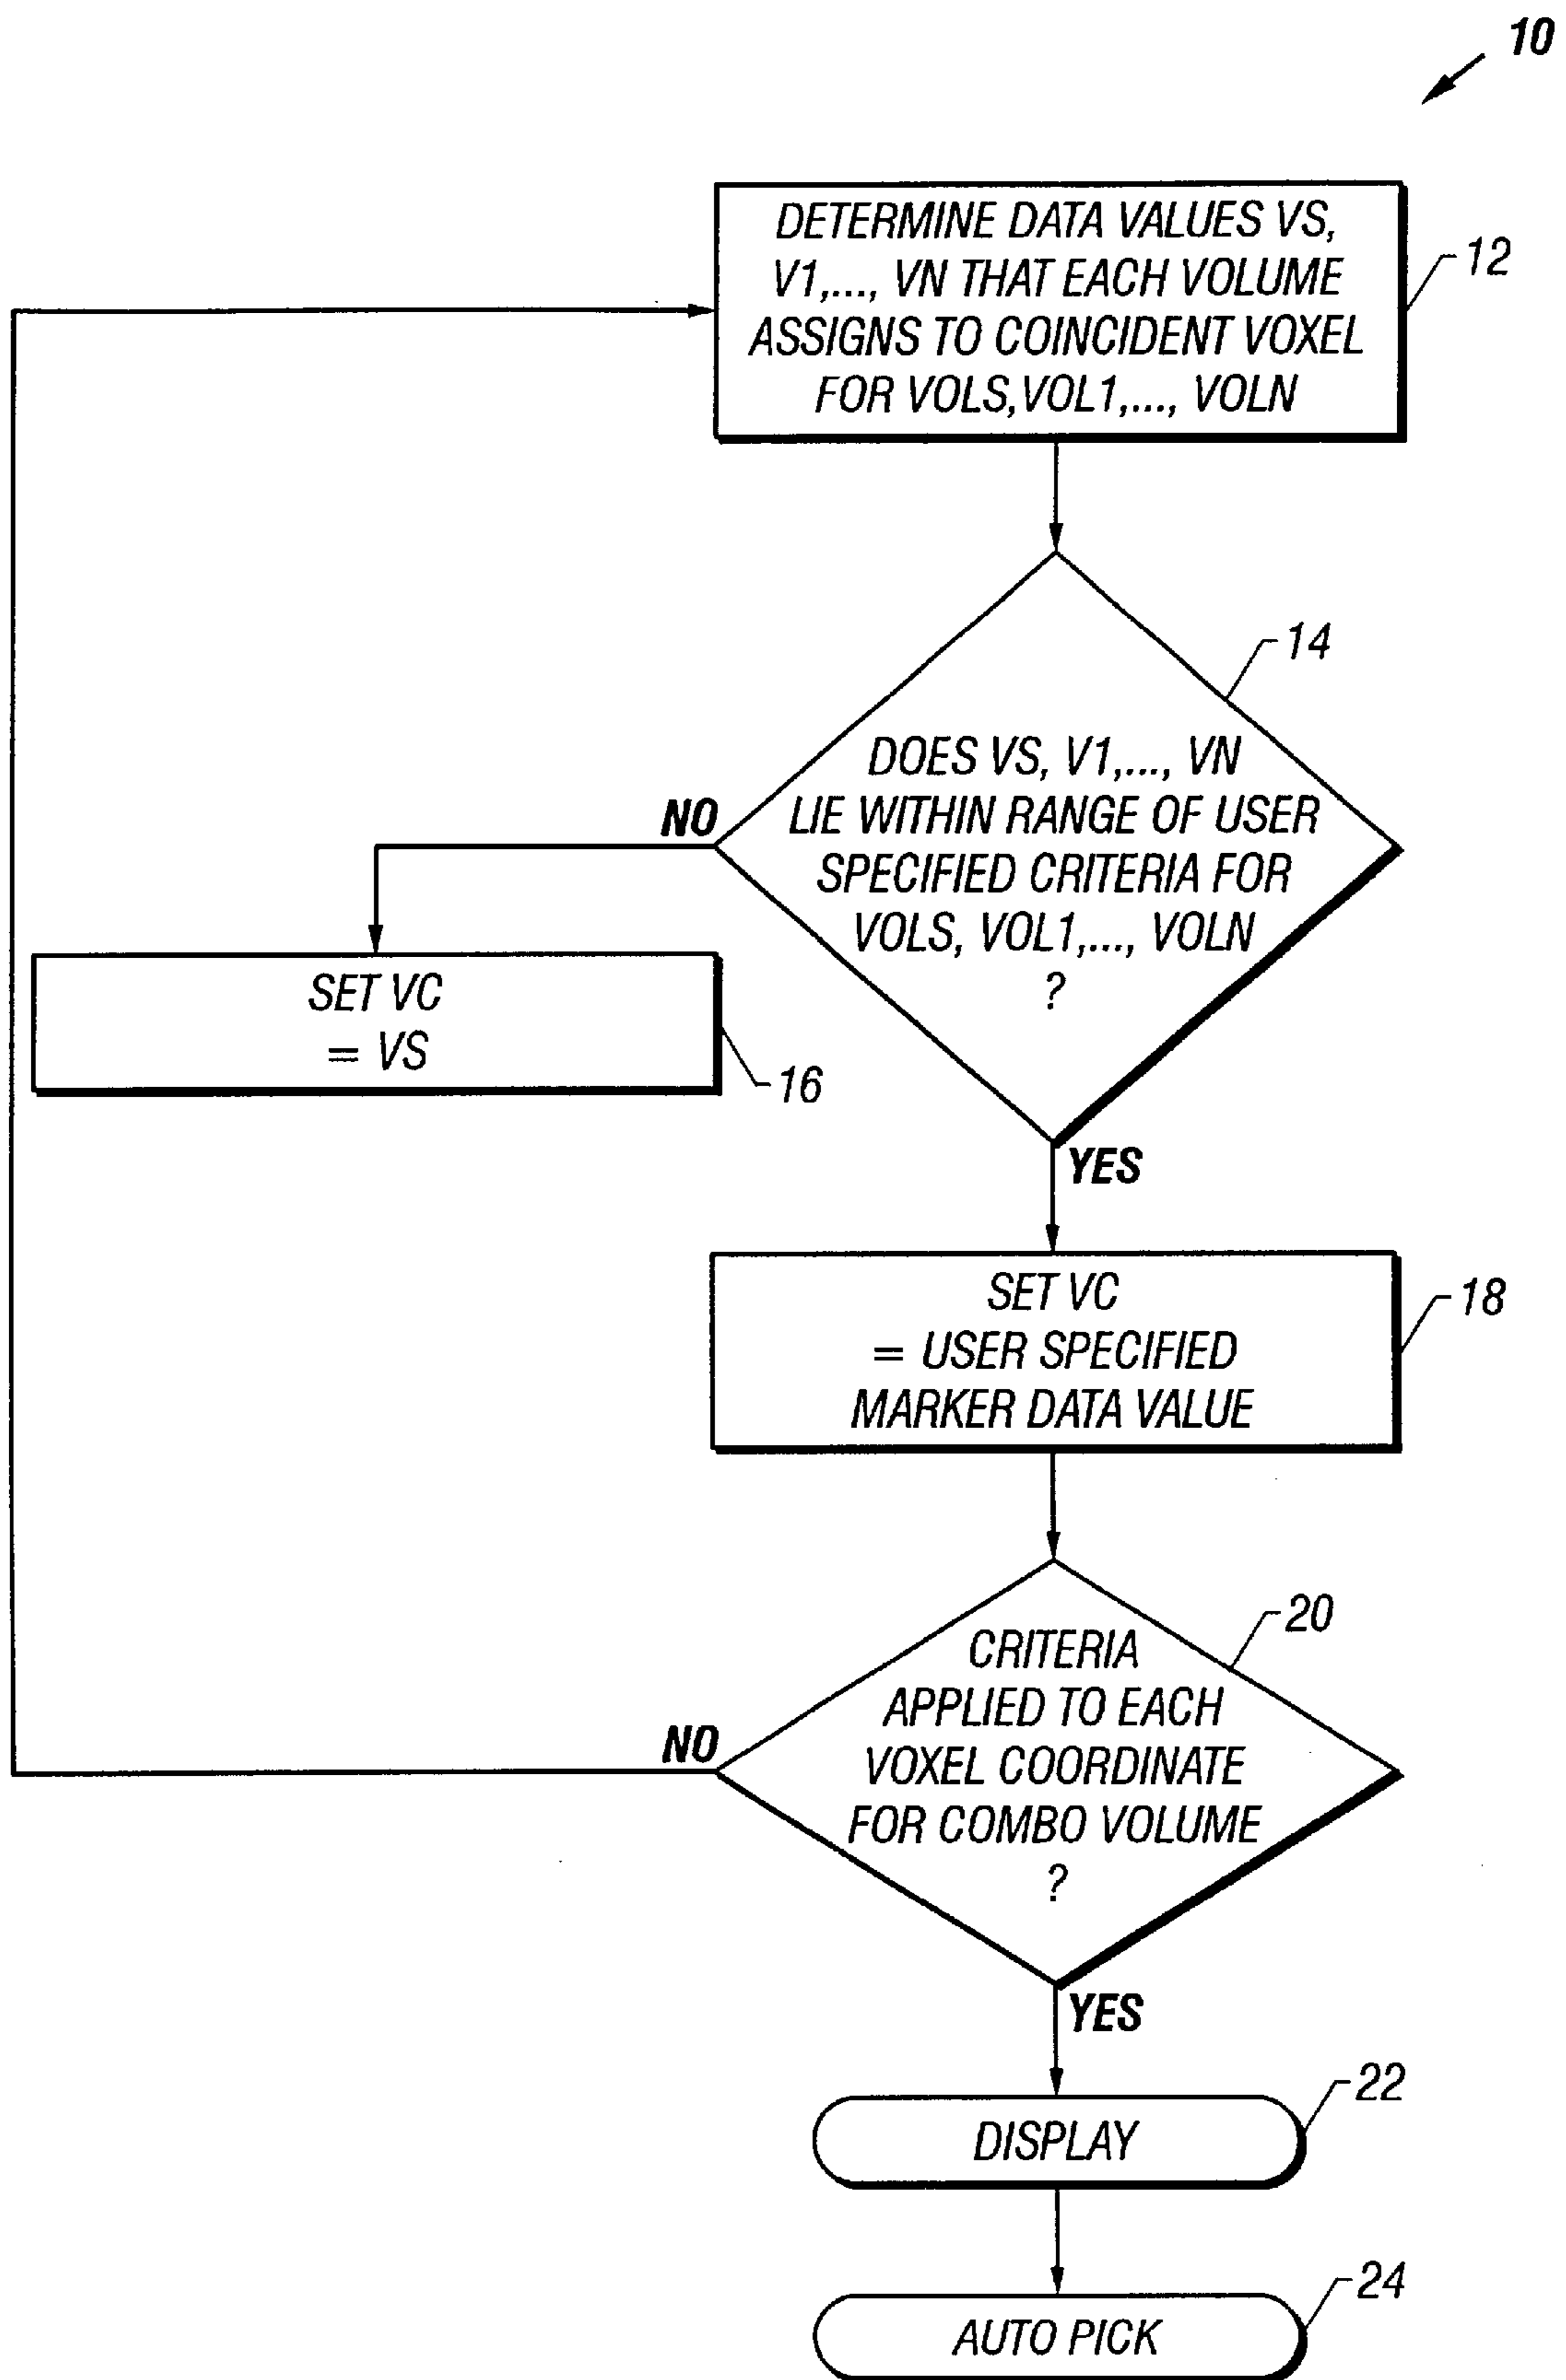 10
DETERMINE DATA VALUES VS,
V1,..., VN THAT EACH VOLUME
ASSIGNS TO COINCIDENT VOXEL
FOR VOLS,VOL1,..., VOLN
12
14
DOES VS, V1,..., VN
LIE WITHIN RANGE OF USER
SPECIFIED CRITERIA FOR
VOLS, VOL1,..., VOLN
?
NO
SET VC
= VS
16
YES
SET VC
= USER SPECIFIED
MARKER DATA VALUE
18
20
CRITERIA
APPLIED TO EACH
VOXEL COORDINATE
FOR COMBO VOLUME
?
NO
YES
22
DISPLAY
24
AUTO PICK